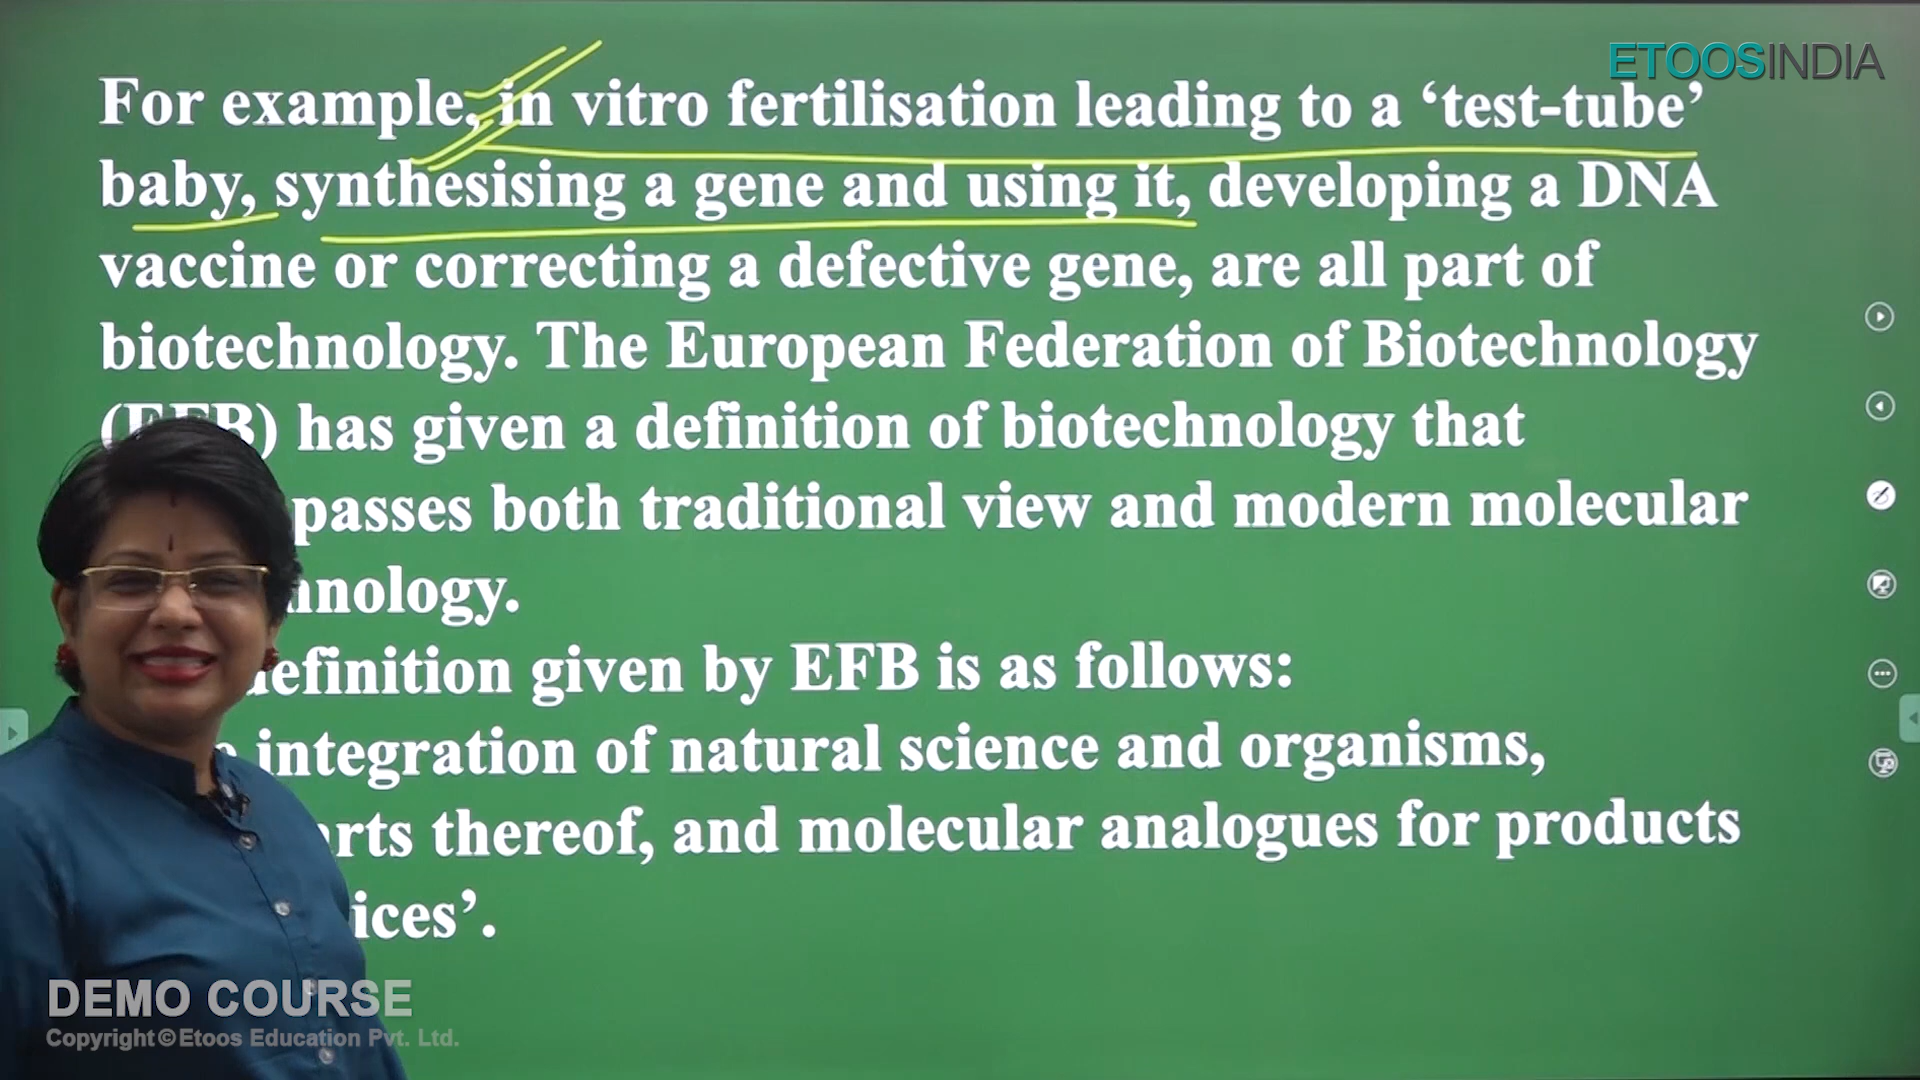 ETOOSINDIA
For example, in vitro fertilisation leading to a ‘test-tube’
baby, synthesising a gene and using it, developing a DNA
vaccine or correcting a defective gene, are all part of
biotechnology. The European Federation of Biotechnology
(EFB) has given a definition of biotechnology that
passes both traditional view and modern molecular
nology.
definition given by EFB is as follows:
integration of natural science and organisms,
arts thereof, and molecular analogues for products
ices’.
DEMO COURSE
Copyright©Etoos Education Pvt. Ltd.